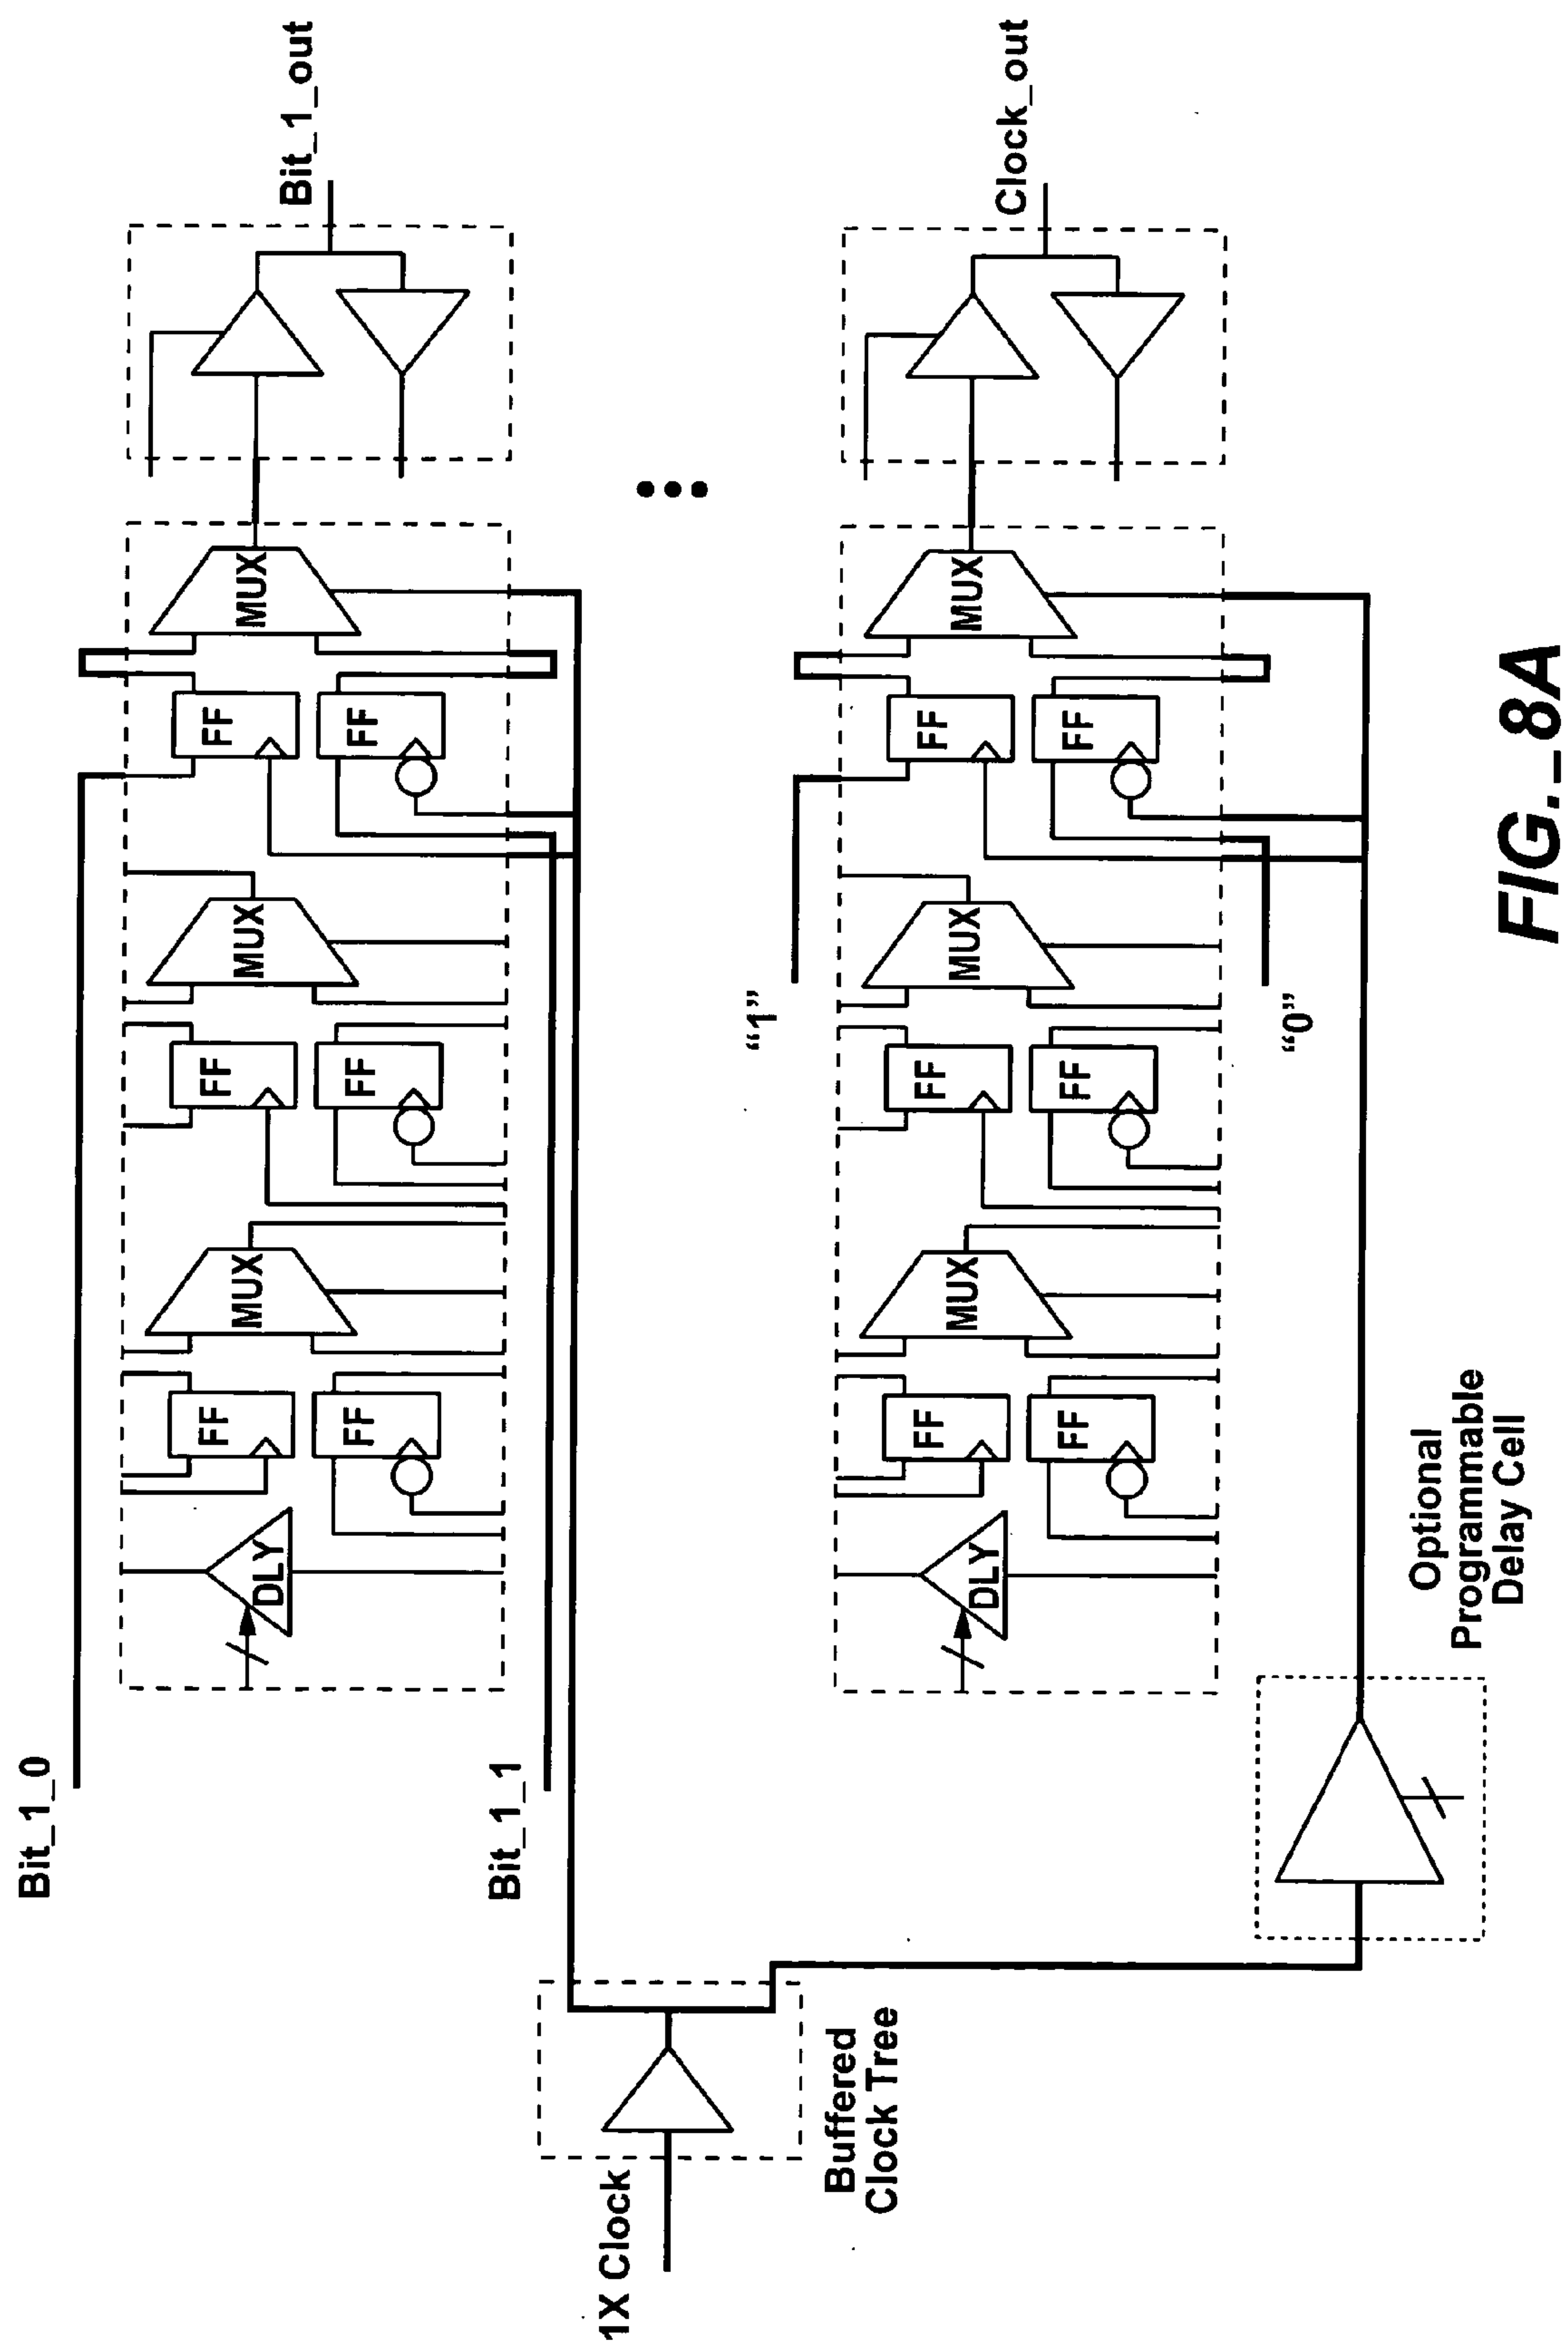 Bit_1_0
Bit_1_1
DLY
FF
FF
MUX
FF
FF
MUX
FF
FF
MUX
Bit_1_out
1X Clock
Buffered
Clock Tree
“1”
“0”
DLY
FF
FF
MUX
FF
FF
MUX
FF
FF
MUX
Clock_out
Optional
Programmable
Delay Cell
FIG._8A